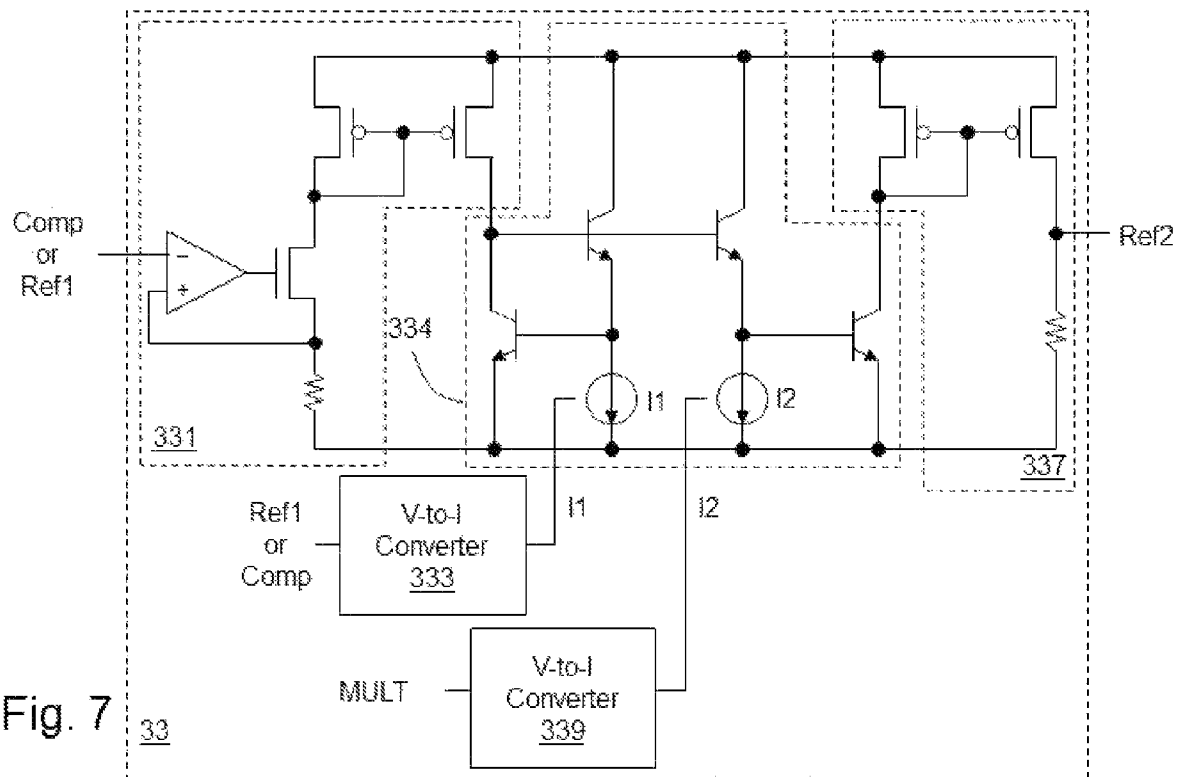 Comp
or
Ref1
−
+
331
334
I1
I2
Ref2
337
Ref1
or
Comp
V-to-I
Converter
333
I1
I2
MULT
V-to-I
Converter
339
Fig. 7
33